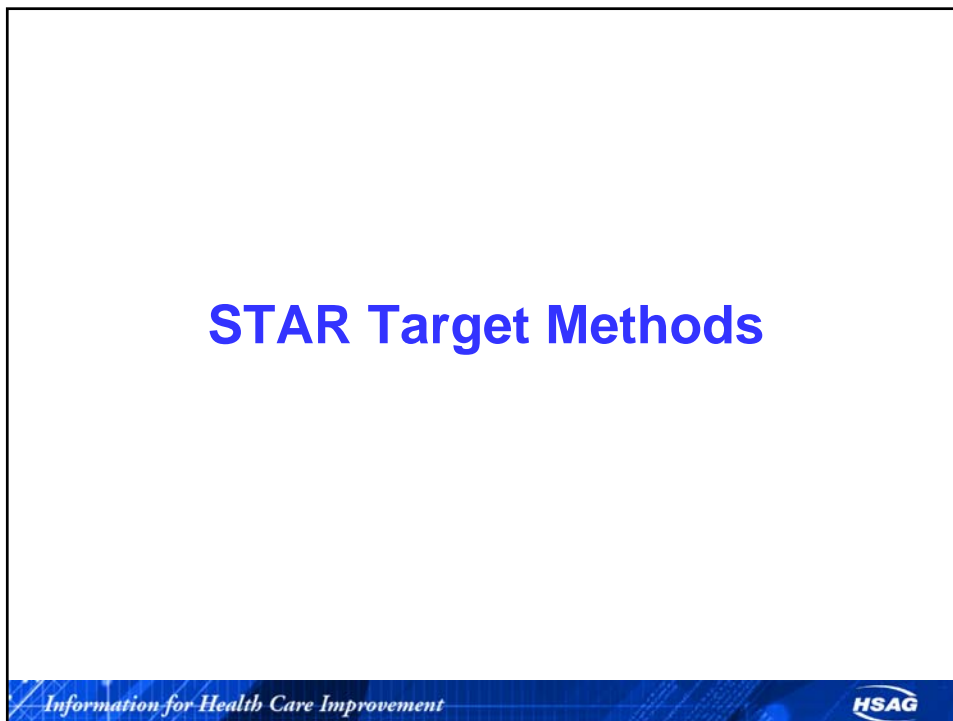 STAR Target Methods
Information for Health Care Improvement
HSAG